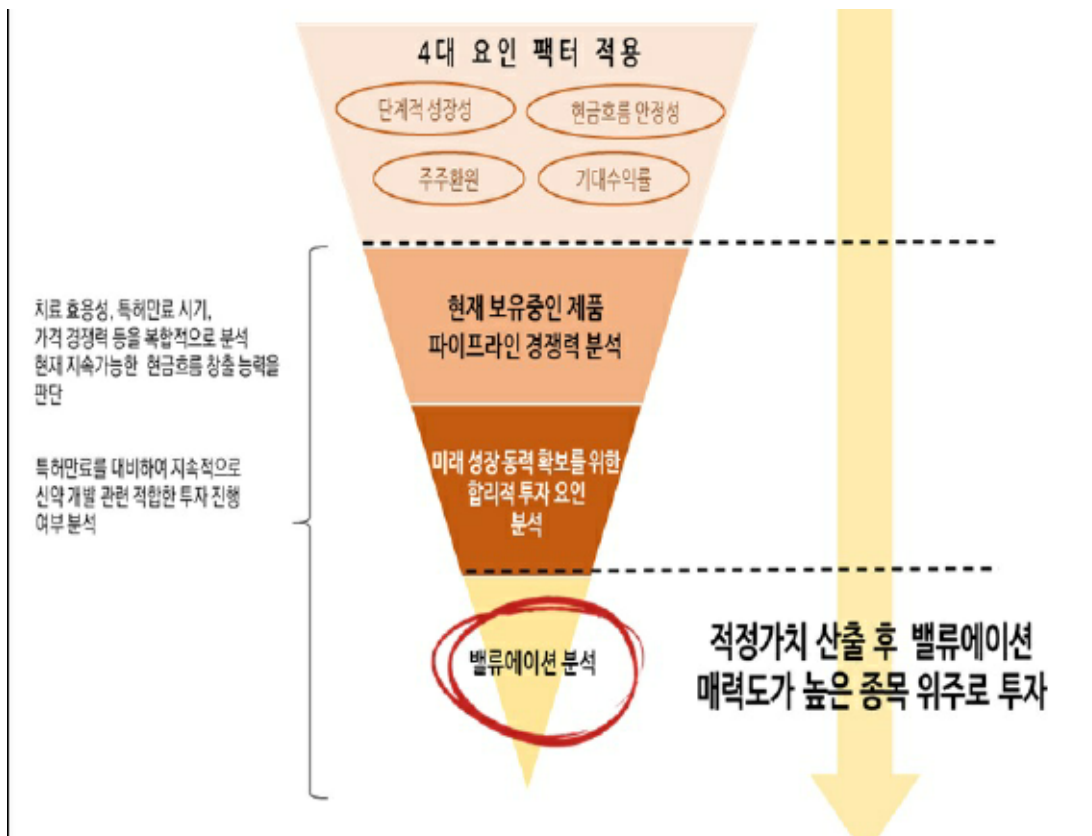 4대 요인 팩터 적용
단계적 성장성
현금흐름 안정성
주주환원
기대수익률
치료 효용성, 특허만료 시기,
가격 경쟁력 등을 복합적으로 분석
현재 지속가능한 현금흐름 창출 능력을
판단
현재 보유중인 제품
파이프라인 경쟁력 분석
특허만료를 대비하여 지속적으로
신약 개발 관련 적합한 투자 진행
여부 분석
미래 성장 동력 확보를 위한
합리적 투자 요인
분석
밸류에이션 분석
적정가치 산출 후 밸류에이션
매력도가 높은 종목 위주로 투자